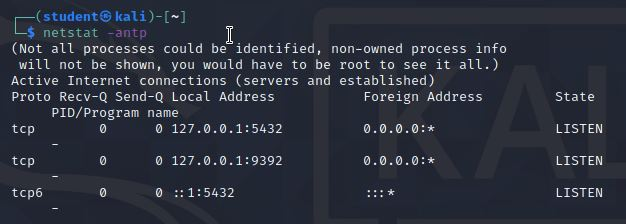 ┌──(student㉿kali)-[~]
└─$ netstat -antp
(Not all processes could be identified, non-owned process info
 will not be shown, you would have to be root to see it all.)
Active Internet connections (servers and established)
Proto Recv-Q Send-Q Local Address           Foreign Address         State
     PID/Program name
tcp        0      0 127.0.0.1:5432          0.0.0.0:*               LISTEN
     -
tcp        0      0 127.0.0.1:9392          0.0.0.0:*               LISTEN
     -
tcp6       0      0 ::1:5432                :::*                    LISTEN
     -
KAL